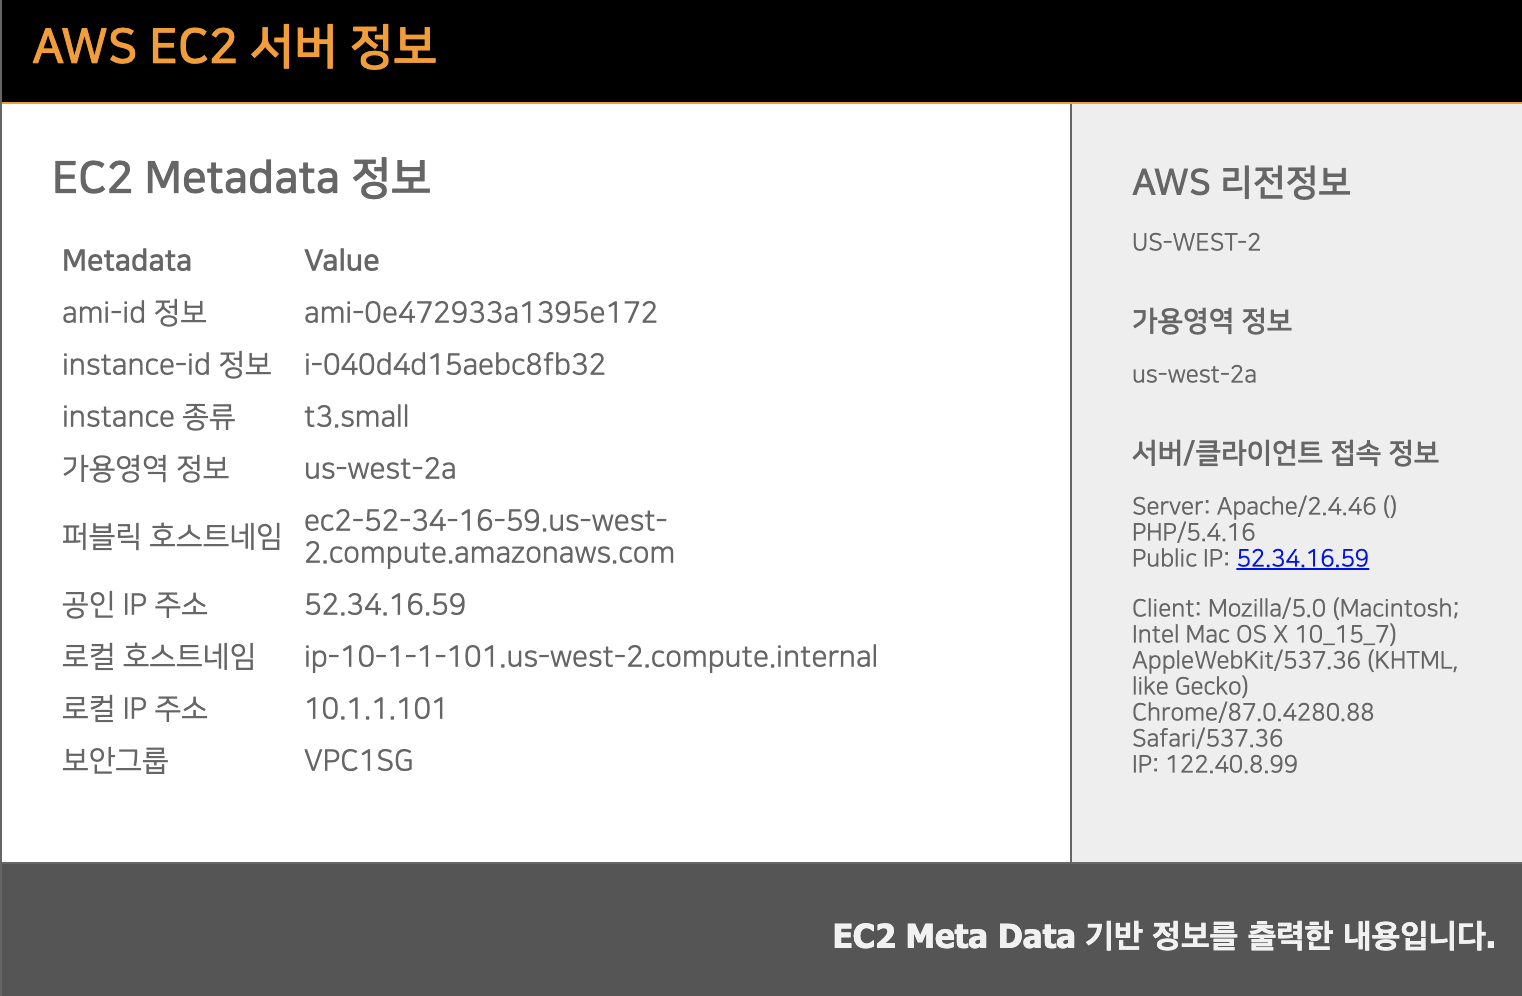 AWS EC2 서버 정보
EC2 Metadata 정보
Metadata Value
ami-id 정보 ami-0e472933a1395e172
instance-id 정보 i-040d4d15aebc8fb32
instance 종류 t3.small
가용영역 정보 us-west-2a
퍼블릭 호스트네임 ec2-52-34-16-59.us-west-
2.compute.amazonaws.com
공인 IP 주소 52.34.16.59
로컬 호스트네임 ip-10-1-1-101.us-west-2.compute.internal
로컬 IP 주소 10.1.1.101
보안그룹 VPC1SG
AWS 리전정보
US-WEST-2
가용영역 정보
us-west-2a
서버/클라이언트 접속 정보
Server: Apache/2.4.46 ()
PHP/5.4.16
Public IP: 52.34.16.59
Client: Mozilla/5.0 (Macintosh;
Intel Mac OS X 10_15_7)
AppleWebKit/537.36 (KHTML,
like Gecko)
Chrome/87.0.4280.88
Safari/537.36
IP: 122.40.8.99
EC2 Meta Data 기반 정보를 출력한 내용입니다.